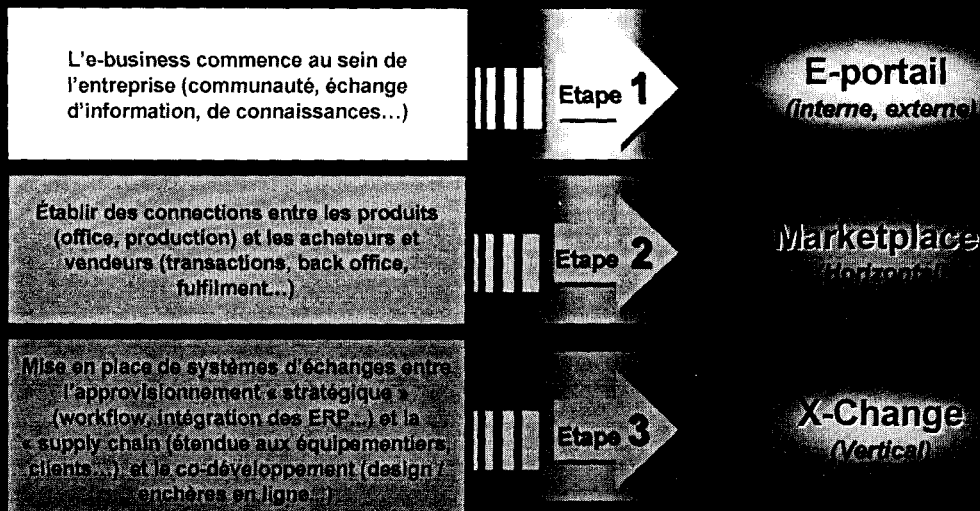 L'e-business commence au sein de
l'entreprise (communauté, échange
d'information, de connaissances...)
Etape 1
E-portail
(interne, externe)
Établir des connections entre les produits
(office, production) et les acheteurs et
vendeurs (transactions, back office,
fulfilment...)
Etape 2
Marketplace
Horizontal
Mise en place de systèmes d'échanges entre
l'approvisionnement « stratégique »
(workflow, intégration des ERP...) et la
« supply chain (étendue aux équipementiers,
clients...) et le co-développement (design /
enchères en ligne...)
Etape 3
X-Change
(Vertical)